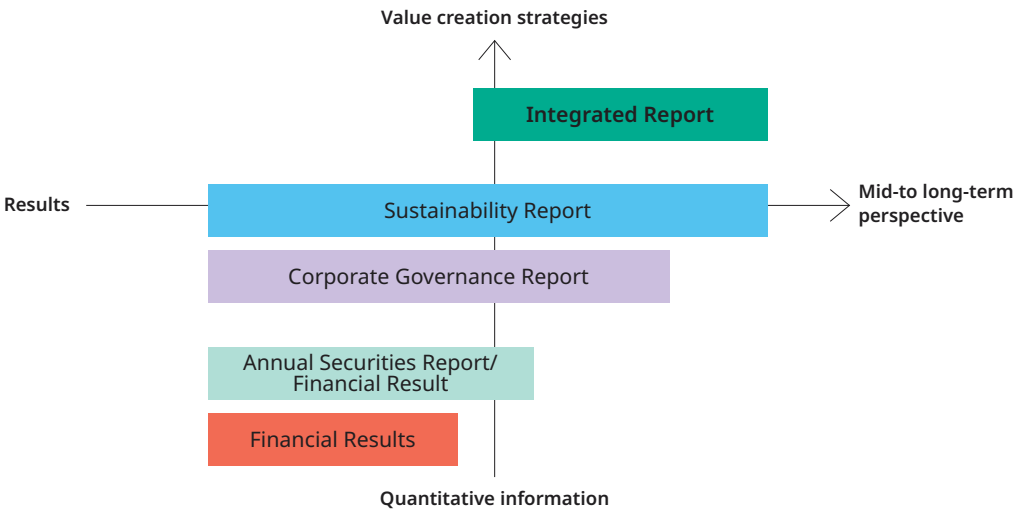 Value creation strategies
Integrated Report
Results
Sustainability Report
Mid-to long-term
perspective
Corporate Governance Report
Annual Securities Report/
Financial Result
Financial Results
Quantitative information